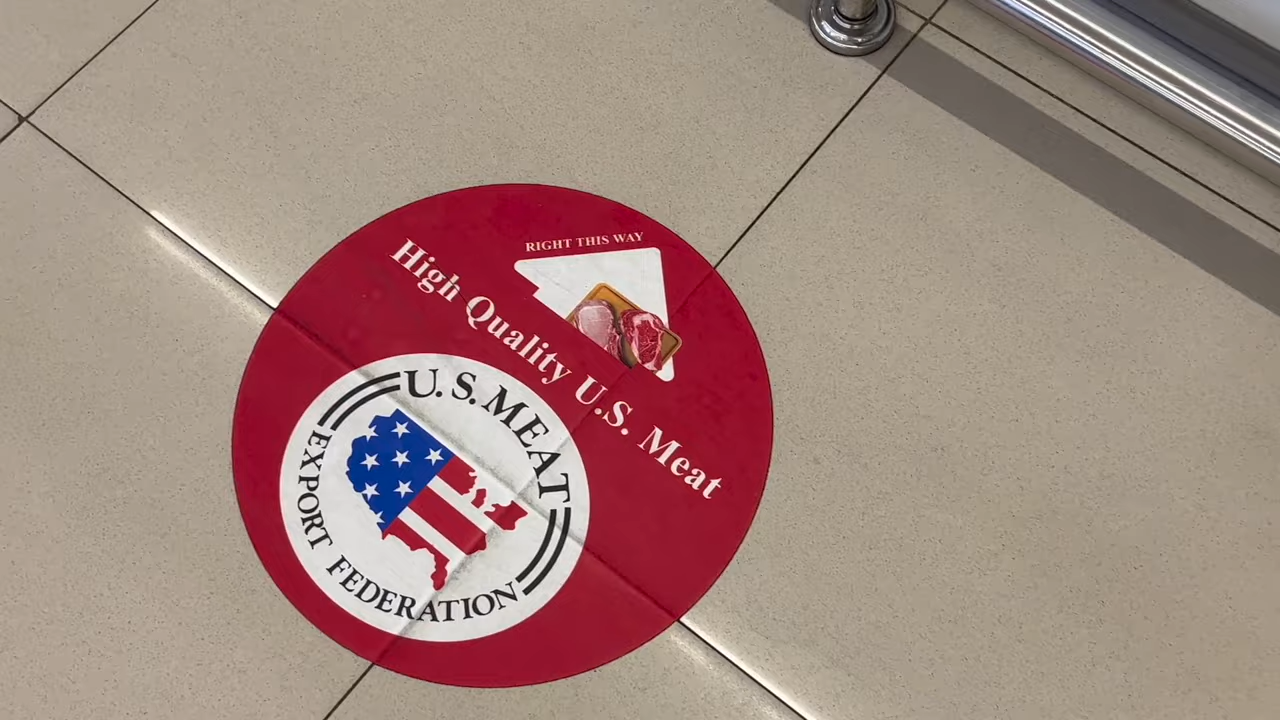 RIGHT THIS WAY
High Quality U.S. Meat
U.S. MEAT
EXPORT FEDERATION